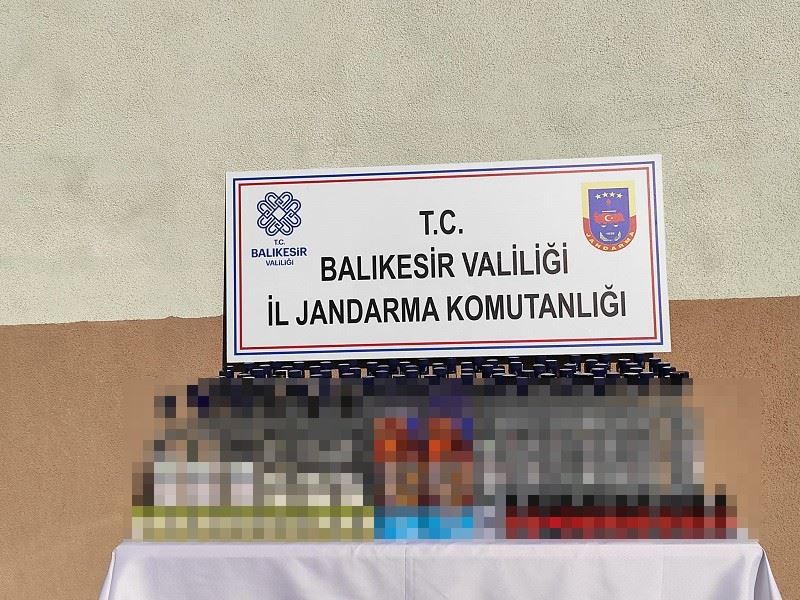 T.C.
BALIKESİR
VALİLİĞİ
T.C.
BALIKESİR VALİLİĞİ
İL JANDARMA KOMUTANLIĞI
JANDARMA